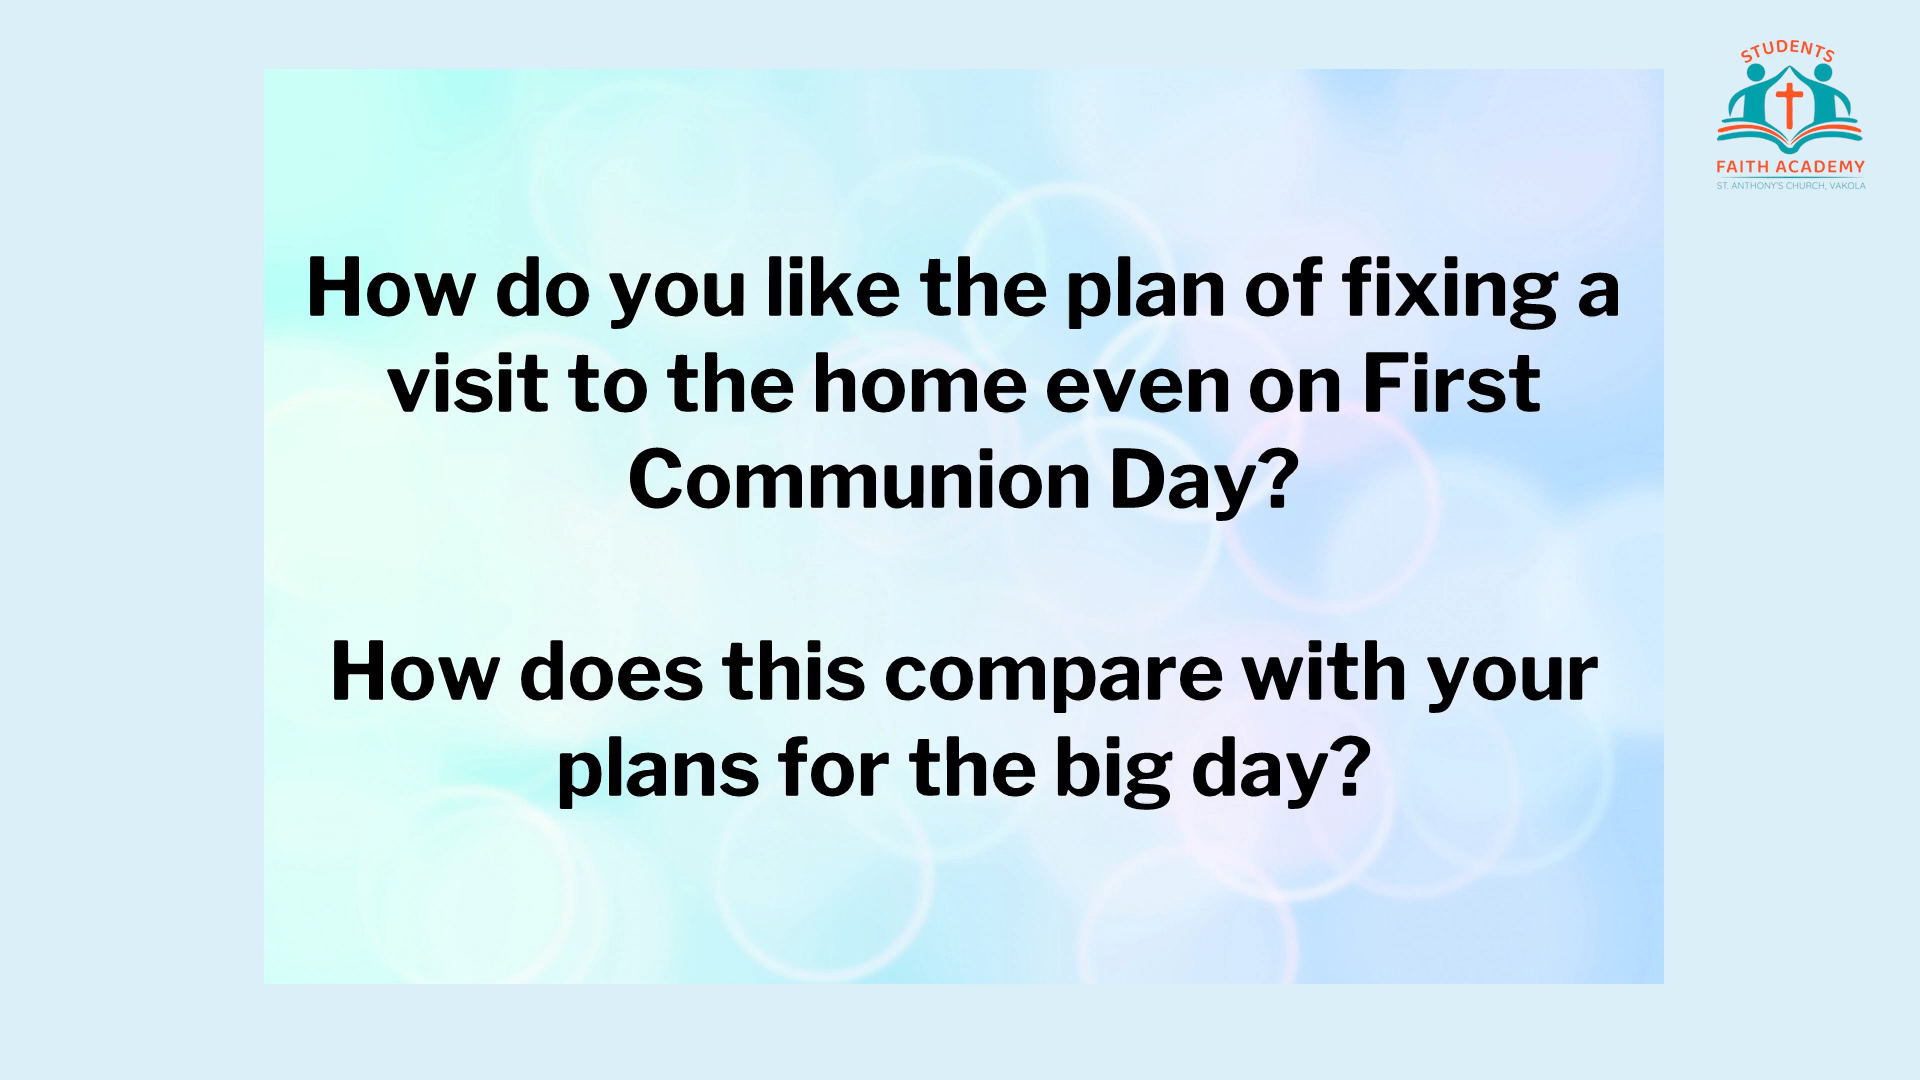 STUDENTS
FAITH ACADEMY
ST. ANTHONY'S CHURCH, VAKOLA
How do you like the plan of fixing a
visit to the home even on First
Communion Day?
How does this compare with your
plans for the big day?